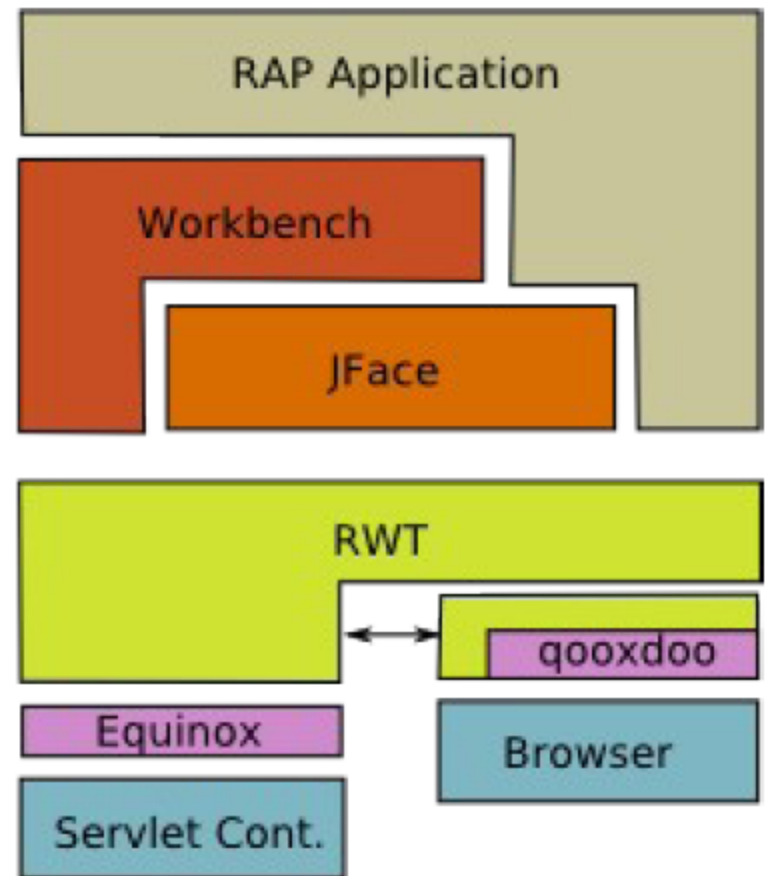 RAP Application
Workbench
JFace
RWT
qooxdoo
Equinox
Browser
Servlet Cont.